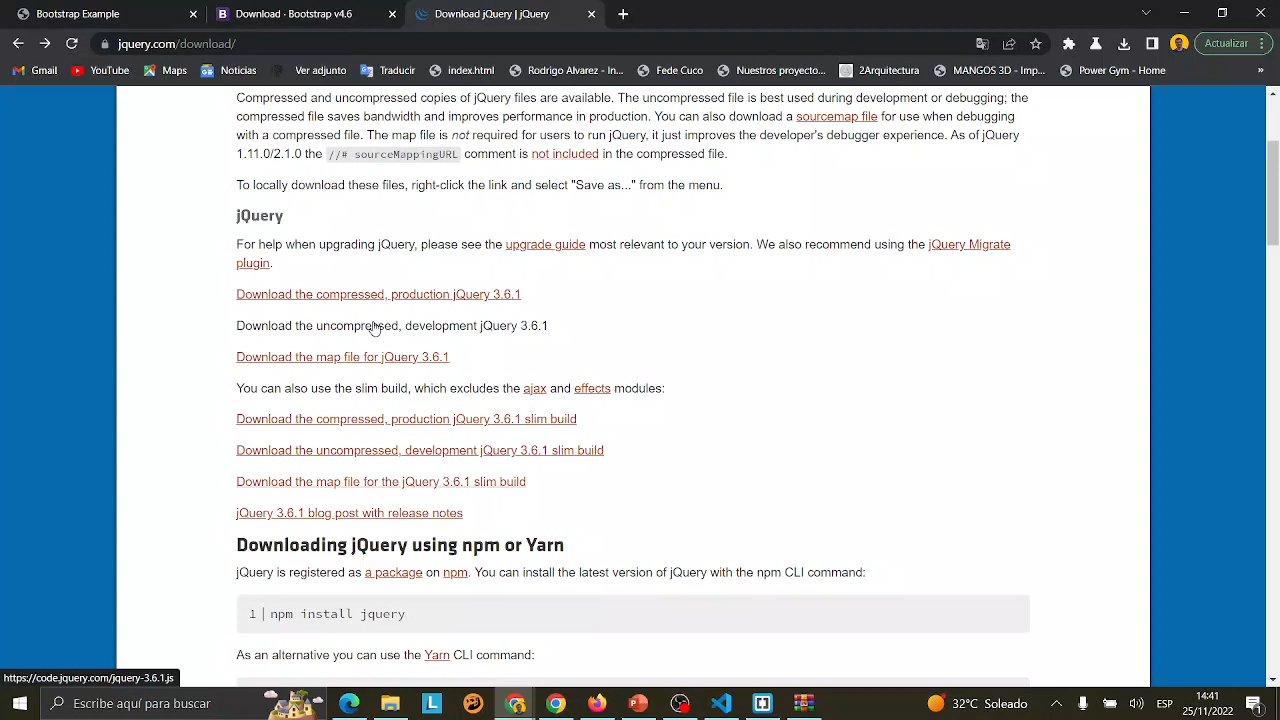 Bootstrap Example
Download · Bootstrap v4.6
Download jQuery | jQuery
jquery.com/download/
Actualizar
Gmail
YouTube
Maps
Noticias
Ver adjunto
Traducir
index.html
Rodrigo Alvarez - In...
Fede Cuco
Nuestros proyecto...
2Arquitetos
MANGOS 3D - Imp...
Power Gym - Home
»
Compressed and uncompressed copies of jQuery files are available. The uncompressed file is best used during development or debugging; the
compressed file saves bandwidth and improves performance in production. You can also download a sourcemap file for use when debugging
with a compressed file. The map file is not required for users to run jQuery, it just improves the developer's debugger experience. As of jQuery
1.11.0/2.1.0 the //# sourceMappingURL comment is not included in the compressed file.
To locally download these files, right-click the link and select "Save as..." from the menu.
jQuery
For help when upgrading jQuery, please see the upgrade guide most relevant to your version. We also recommend using the jQuery Migrate
plugin.
Download the compressed, production jQuery 3.6.1
Download the uncompressed, development jQuery 3.6.1
Download the map file for jQuery 3.6.1
You can also use the slim build, which excludes the ajax and effects modules:
Download the compressed, production jQuery 3.6.1 slim build
Download the uncompressed, development jQuery 3.6.1 slim build
Download the map file for the jQuery 3.6.1 slim build
jQuery 3.6.1 blog post with release notes
Downloading jQuery using npm or Yarn
jQuery is registered as a package on npm. You can install the latest version of jQuery with the npm CLI command:
1 npm install jquery
As an alternative you can use the Yarn CLI command:
https://code.jquery.com/jquery-3.6.1.js
Escribe aquí para buscar
32°C Soleado
ESP
14:41
25/11/2022